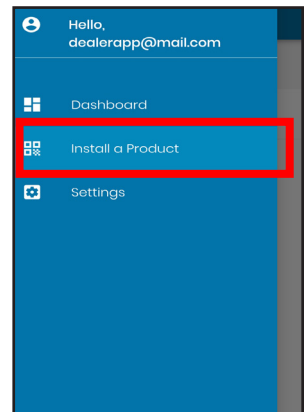 Hello,
dealerapp@mail.com
Dashboard
Install a Product
Settings